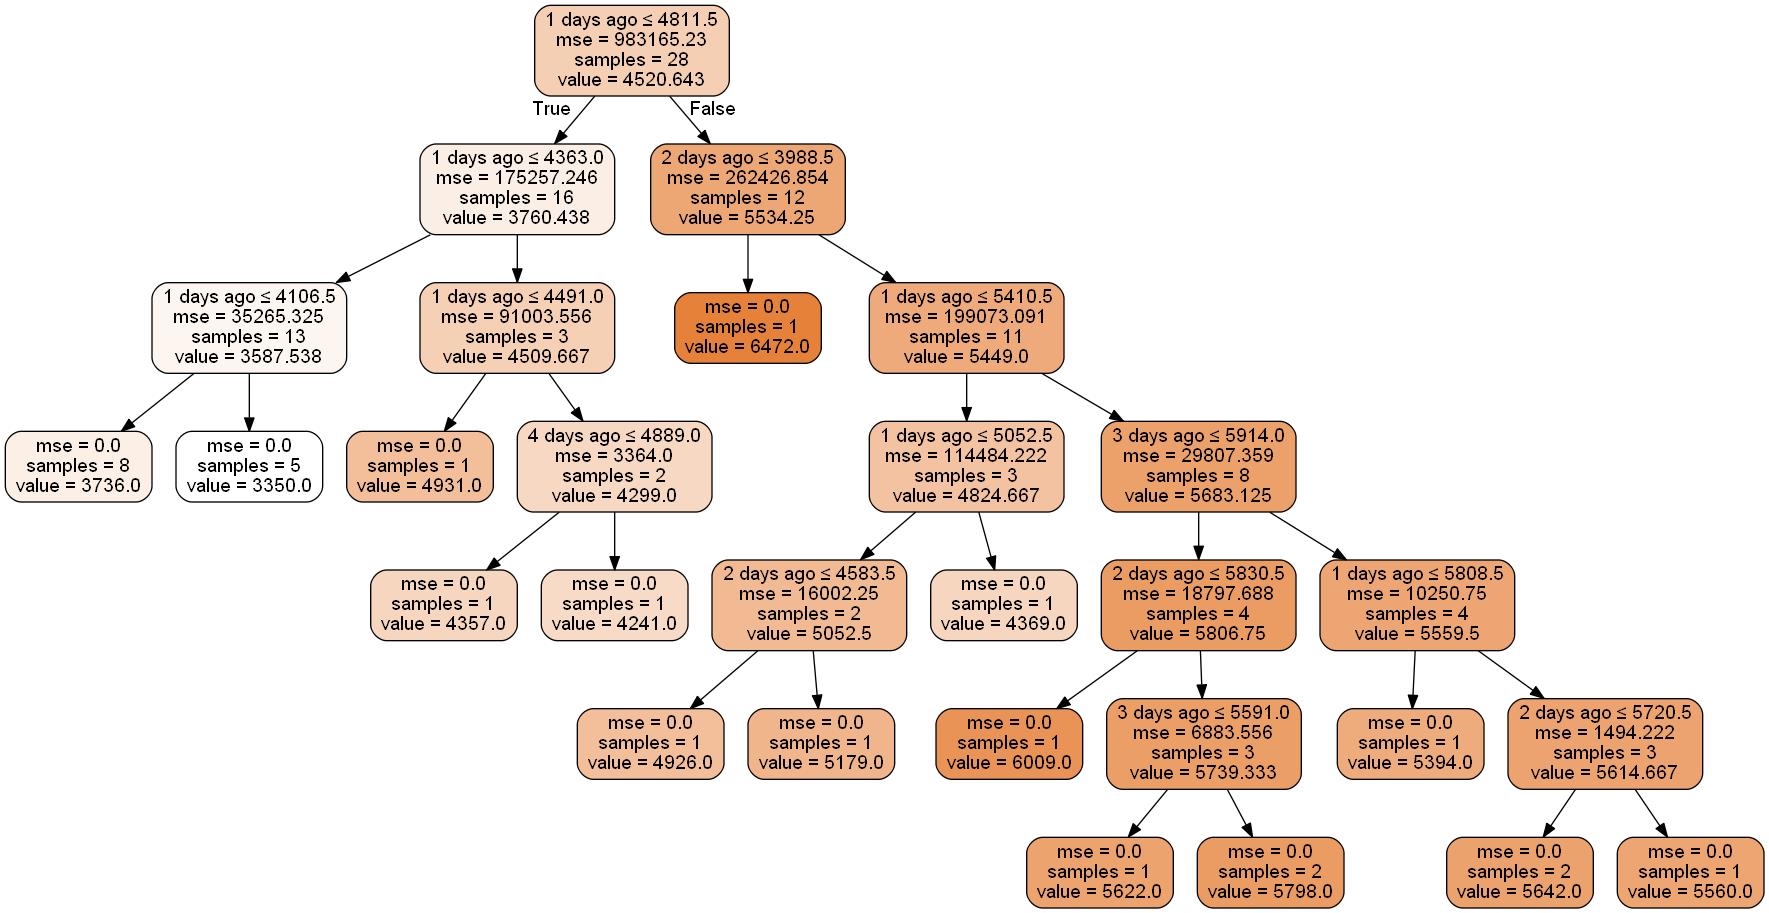 1 days ago ≤ 4811.5
mse = 983165.23
samples = 28
value = 4520.643
True
False
1 days ago ≤ 4363.0
mse = 175257.246
samples = 16
value = 3760.438
2 days ago ≤ 3988.5
mse = 262426.854
samples = 12
value = 5534.25
1 days ago ≤ 4106.5
mse = 35265.325
samples = 13
value = 3587.538
1 days ago ≤ 4491.0
mse = 91003.556
samples = 3
value = 4509.667
mse = 0.0
samples = 1
value = 6472.0
1 days ago ≤ 5410.5
mse = 199073.091
samples = 11
value = 5449.0
mse = 0.0
samples = 8
value = 3736.0
mse = 0.0
samples = 5
value = 3350.0
mse = 0.0
samples = 1
value = 4931.0
4 days ago ≤ 4889.0
mse = 3364.0
samples = 2
value = 4299.0
1 days ago ≤ 5052.5
mse = 114484.222
samples = 3
value = 4824.667
3 days ago ≤ 5914.0
mse = 29807.359
samples = 8
value = 5683.125
mse = 0.0
samples = 1
value = 4357.0
mse = 0.0
samples = 1
value = 4241.0
2 days ago ≤ 4583.5
mse = 16002.25
samples = 2
value = 5052.5
mse = 0.0
samples = 1
value = 4369.0
2 days ago ≤ 5830.5
mse = 18797.688
samples = 4
value = 5806.75
1 days ago ≤ 5808.5
mse = 10250.75
samples = 4
value = 5559.5
mse = 0.0
samples = 1
value = 4926.0
mse = 0.0
samples = 1
value = 5179.0
mse = 0.0
samples = 1
value = 6009.0
3 days ago ≤ 5591.0
mse = 6883.556
samples = 3
value = 5739.333
mse = 0.0
samples = 1
value = 5394.0
2 days ago ≤ 5720.5
mse = 1494.222
samples = 3
value = 5614.667
mse = 0.0
samples = 1
value = 5622.0
mse = 0.0
samples = 2
value = 5798.0
mse = 0.0
samples = 2
value = 5642.0
mse = 0.0
samples = 1
value = 5560.0